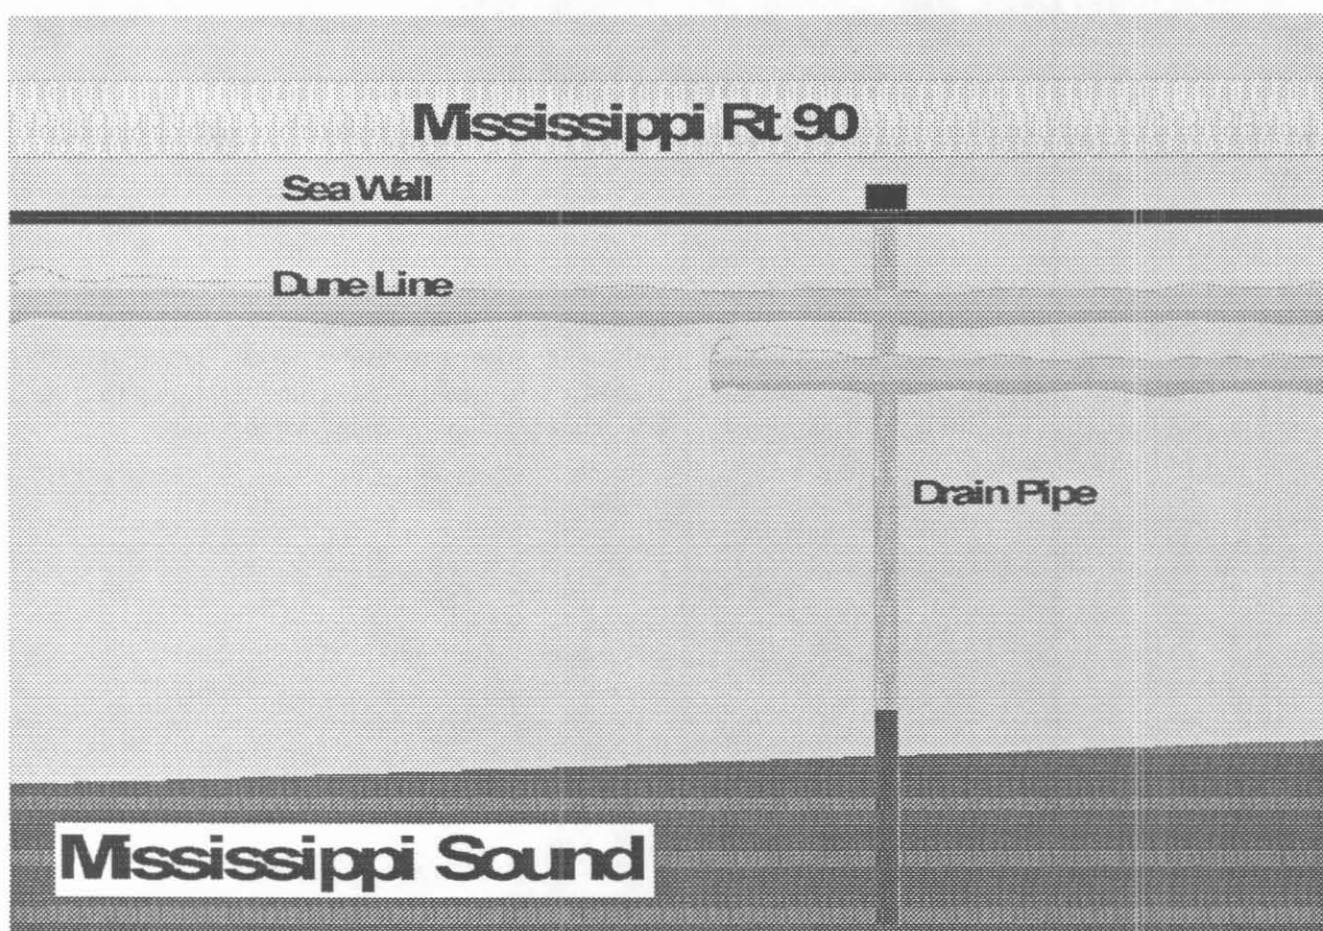 Mississippi Rt 90
Sea Wall
Dune Line
Drain Pipe
Mississippi Sound